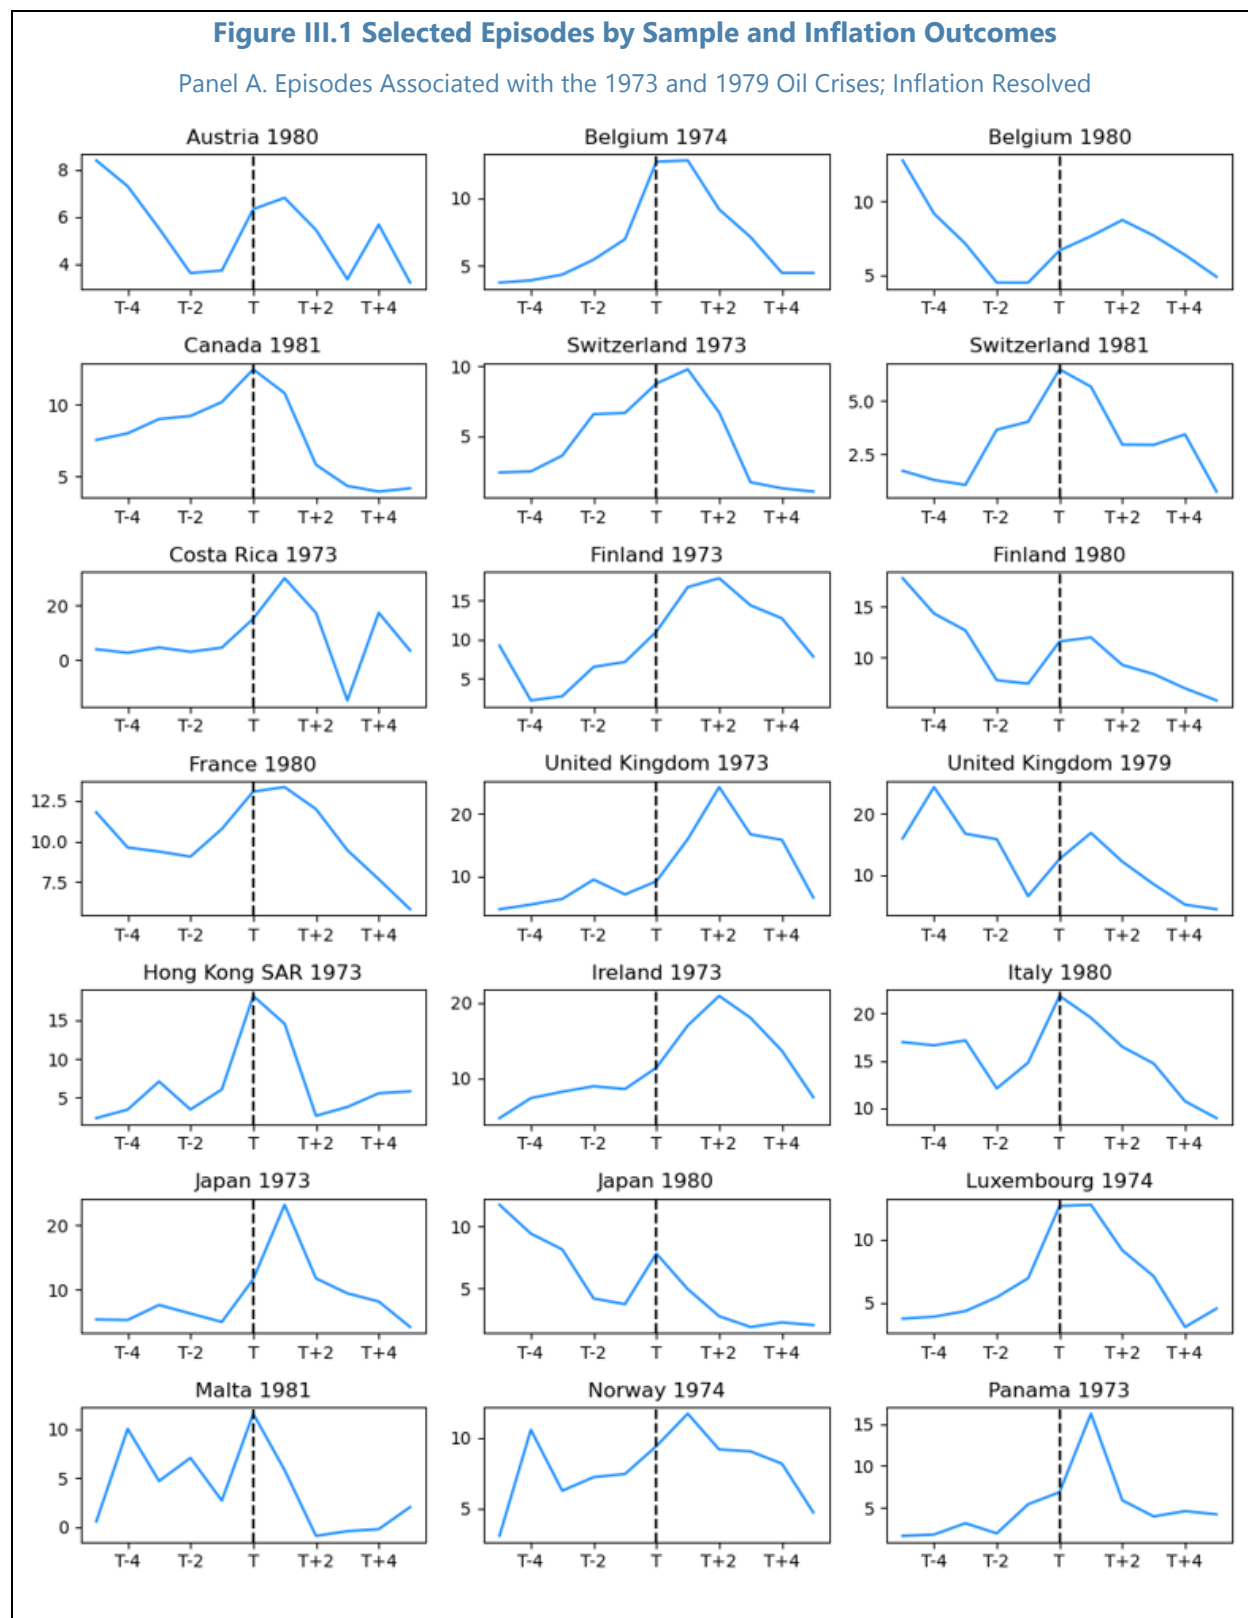 Figure III.1 Selected Episodes by Sample and Inflation Outcomes
Panel A. Episodes Associated with the 1973 and 1979 Oil Crises; Inflation Resolved
Austria 1980
8
6
4
T-4 T-2 T T+2 T+4
Belgium 1974
10
5
T-4 T-2 T T+2 T+4
Belgium 1980
10
5
T-4 T-2 T T+2 T+4
Canada 1981
10
5
T-4 T-2 T T+2 T+4
Switzerland 1973
10
5
T-4 T-2 T T+2 T+4
Switzerland 1981
5.0
2.5
T-4 T-2 T T+2 T+4
Costa Rica 1973
20
0
T-4 T-2 T T+2 T+4
Finland 1973
15
10
5
T-4 T-2 T T+2 T+4
Finland 1980
15
10
T-4 T-2 T T+2 T+4
France 1980
12.5
10.0
7.5
T-4 T-2 T T+2 T+4
United Kingdom 1973
20
10
T-4 T-2 T T+2 T+4
United Kingdom 1979
20
10
T-4 T-2 T T+2 T+4
Hong Kong SAR 1973
15
10
5
T-4 T-2 T T+2 T+4
Ireland 1973
20
10
T-4 T-2 T T+2 T+4
Italy 1980
20
15
10
T-4 T-2 T T+2 T+4
Japan 1973
20
10
T-4 T-2 T T+2 T+4
Japan 1980
10
5
T-4 T-2 T T+2 T+4
Luxembourg 1974
10
5
T-4 T-2 T T+2 T+4
Malta 1981
10
5
0
T-4 T-2 T T+2 T+4
Norway 1974
10
5
T-4 T-2 T T+2 T+4
Panama 1973
15
10
5
T-4 T-2 T T+2 T+4